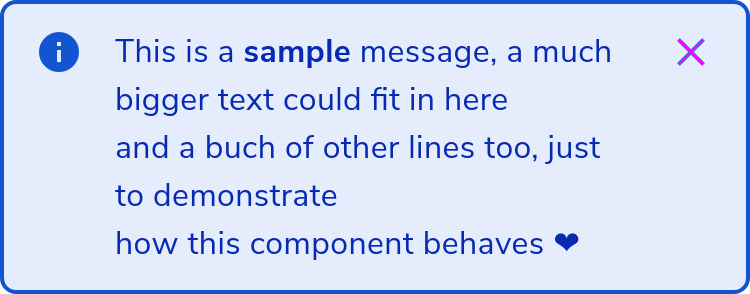 This is a sample message, a much
bigger text could fit in here
and a buch of other lines too, just
to demonstrate
how this component behaves ❤